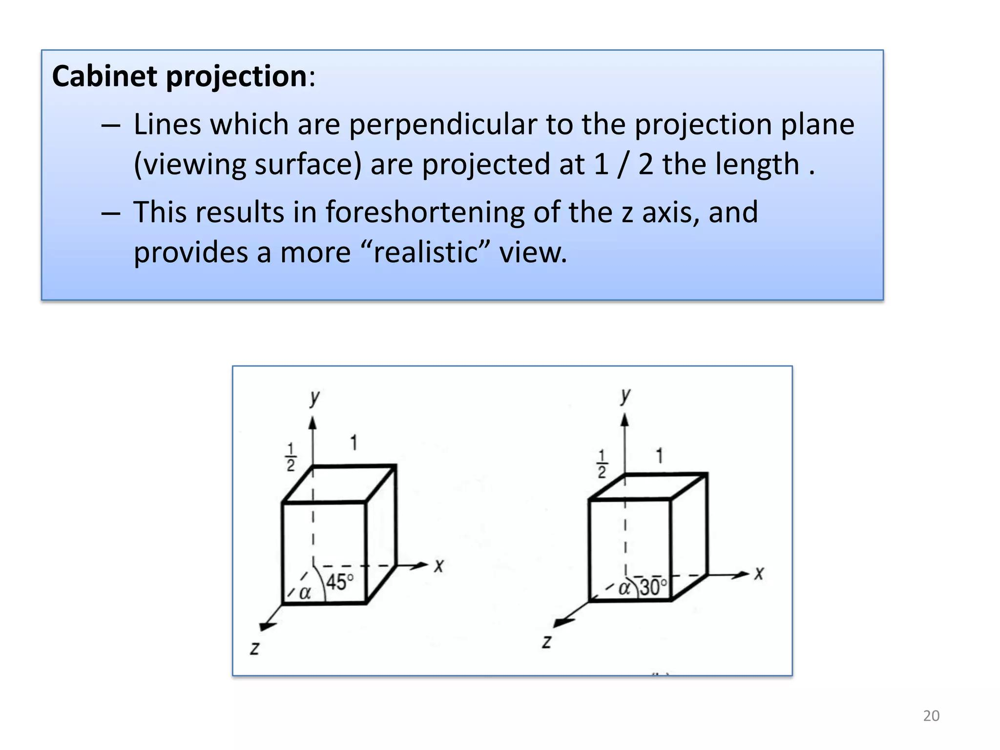 Cabinet projection:
– Lines which are perpendicular to the projection plane
(viewing surface) are projected at 1 / 2 the length .
– This results in foreshortening of the z axis, and
provides a more “realistic” view.
y
1/2
1
x
45°
α
z
y
1/2
1
x
α 30°
z
20